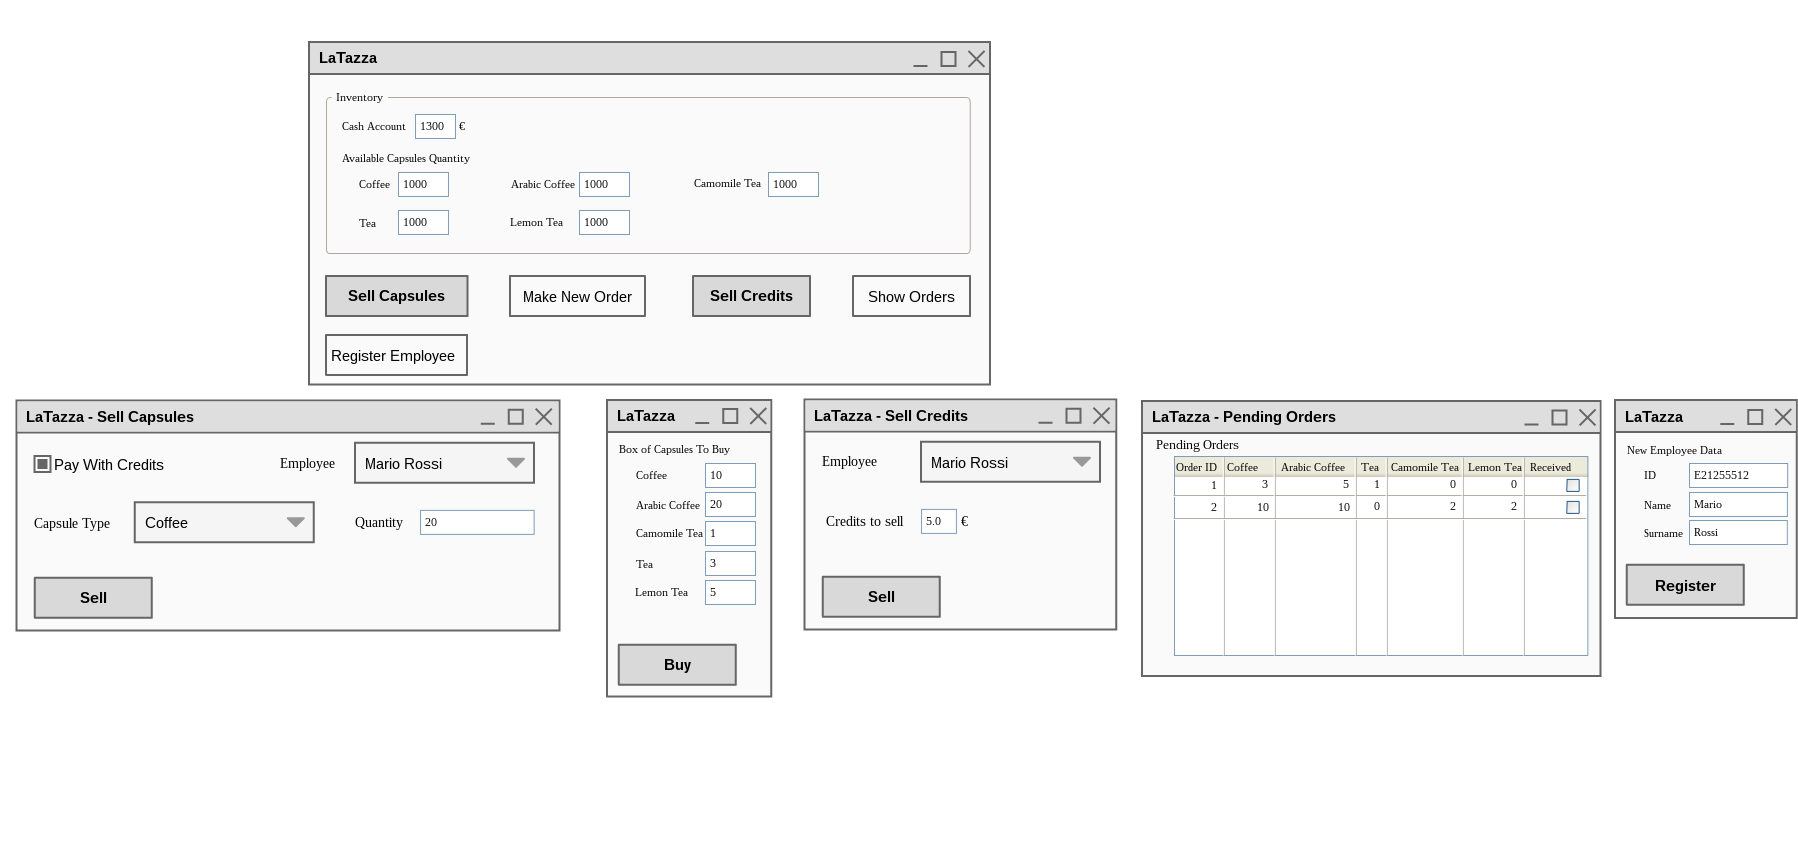 LaTazza
Inventory
Cash Account 1300 €
Available Capsules Quantity
Coffee 1000 Arabic Coffee 1000 Camomile Tea 1000
Tea 1000 Lemon Tea 1000
Sell Capsules Make New Order Sell Credits Show Orders
Register Employee
LaTazza - Sell Capsules
Pay With Credits Employee Mario Rossi
Capsule Type Coffee Quantity 20
Sell
LaTazza
Box of Capsules To Buy
Coffee 10
Arabic Coffee 20
Camomile Tea 1
Tea 3
Lemon Tea 5
Buy
LaTazza - Sell Credits
Employee Mario Rossi
Credits to sell 5.0 €
Sell
LaTazza - Pending Orders
Pending Orders
Order ID Coffee Arabic Coffee Tea Camomile Tea Lemon Tea Received
1 3 5 1 0 0
2 10 10 0 2 2
LaTazza
New Employee Data
ID E21255512
Name Mario
Surname Rossi
Register